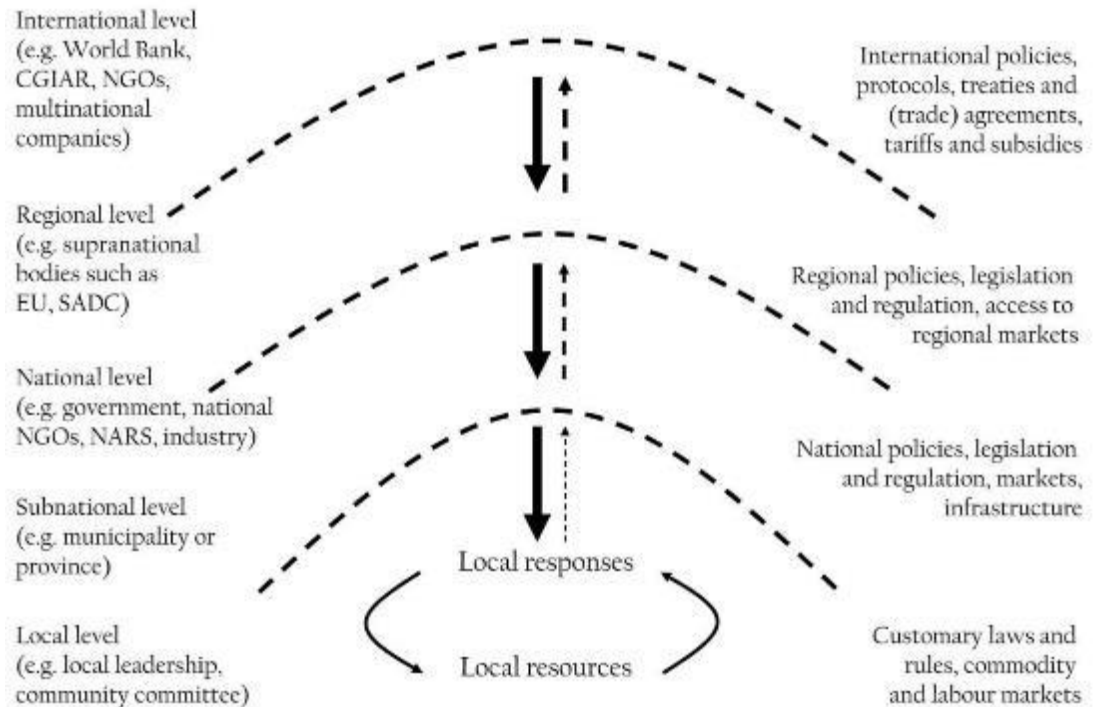 International level
(e.g. World Bank,
CGIAR, NGOs,
multinational
companies)
International policies,
protocols, treaties and
(trade) agreements,
tariffs and subsidies
Regional level
(e.g. supranational
bodies such as
EU, SADC)
Regional policies, legislation
and regulation, access to
regional markets
National level
(e.g. government, national
NGOs, NARS, industry)
National policies, legislation
and regulation, markets,
infrastructure
Subnational level
(e.g. municipality or
province)
Local responses
Local resources
Local level
(e.g. local leadership,
community committee)
Customary laws and
rules, commodity
and labour markets